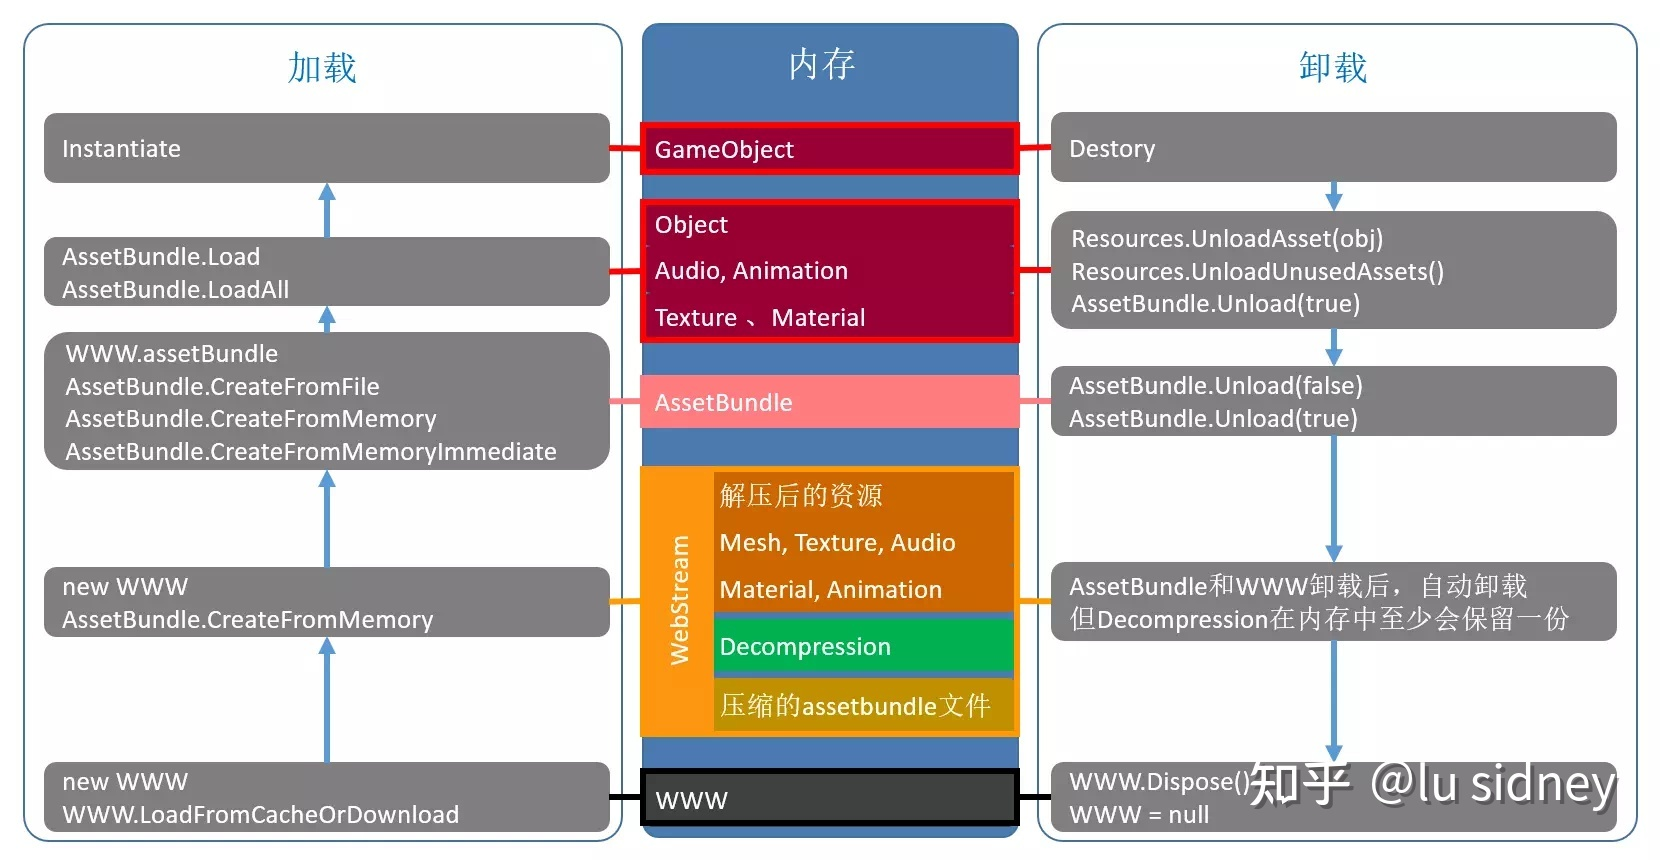 加载
Instantiate
AssetBundle.Load
AssetBundle.LoadAll
WWW.assetBundle
AssetBundle.CreateFromFile
AssetBundle.CreateFromMemory
AssetBundle.CreateFromMemoryImmediate
new WWW
AssetBundle.CreateFromMemory
new WWW
WWW.LoadFromCacheOrDownload
内存
GameObject
Object
Audio, Animation
Texture 、Material
AssetBundle
WebStream
解压后的资源
Mesh, Texture, Audio
Material, Animation
Decompression
压缩的assetbundle文件
WWW
卸载
Destory
Resources.UnloadAsset(obj)
Resources.UnloadUnusedAssets()
AssetBundle.Unload(true)
AssetBundle.Unload(false)
AssetBundle.Unload(true)
AssetBundle和WWW卸载后，自动卸载
但Decompression在内存中至少会保留一份
WWW.Dispose()
WWW = null
知乎 @lu sidney